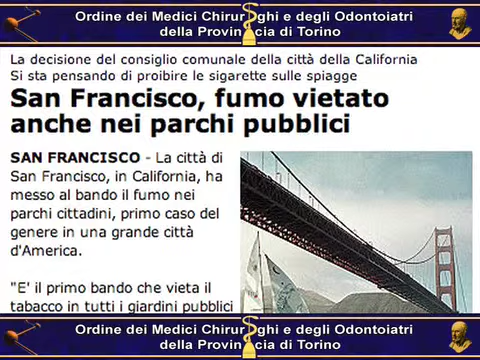 Ordine dei Medici Chirurghi e degli Odontoiatri
della Provincia di Torino
La decisione del consiglio comunale della città della California
Si sta pensando di proibire le sigarette sulle spiagge
San Francisco, fumo vietato
anche nei parchi pubblici
SAN FRANCISCO - La città di
San Francisco, in California, ha
messo al bando il fumo nei
parchi cittadini, primo caso del
genere in una grande città
d'America.
"E' il primo bando che vieta il
tabacco in tutti i giardini pubblici
Ordine dei Medici Chirurghi e degli Odontoiatri
della Provincia di Torino